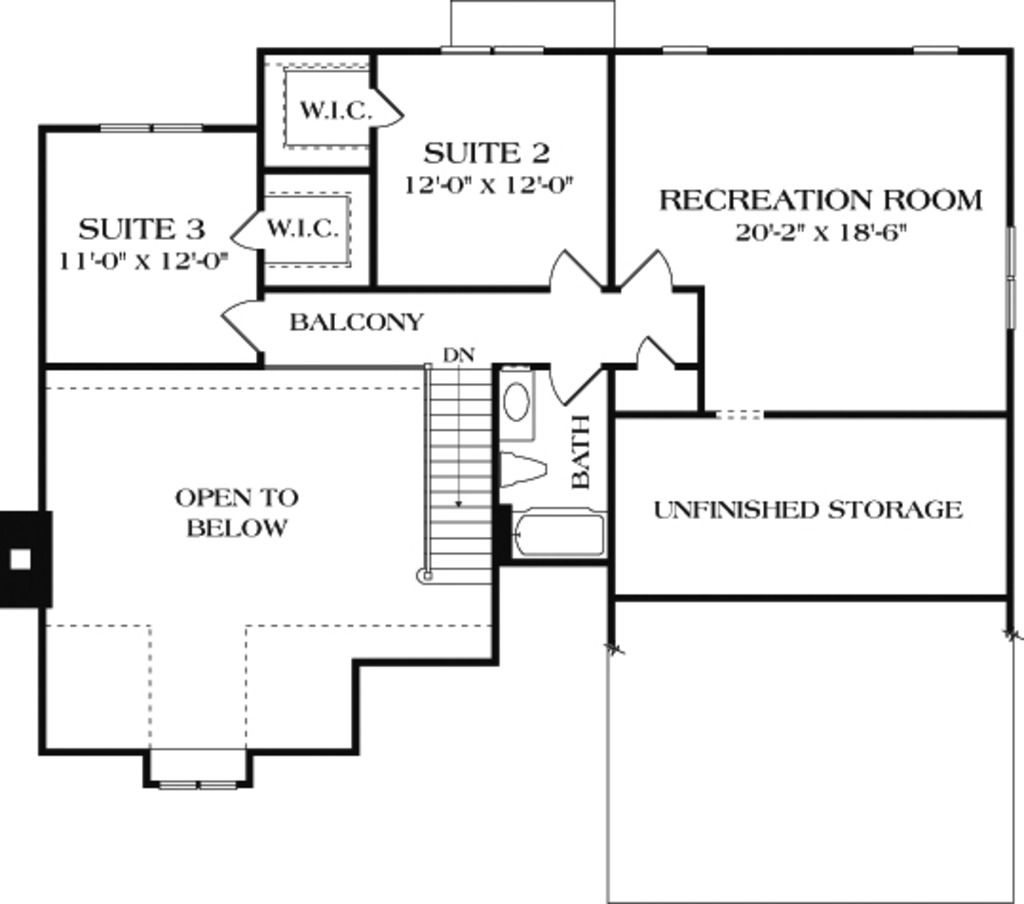 W.I.C.
SUITE 2
12'-0" X 12'-0"
RECREATION ROOM
20'-2" X 18'-6"
SUITE 3
11'-0" X 12'-0"
W.I.C.
BALCONY
DN
BATH
OPEN TO
BELOW
UNFINISHED STORAGE